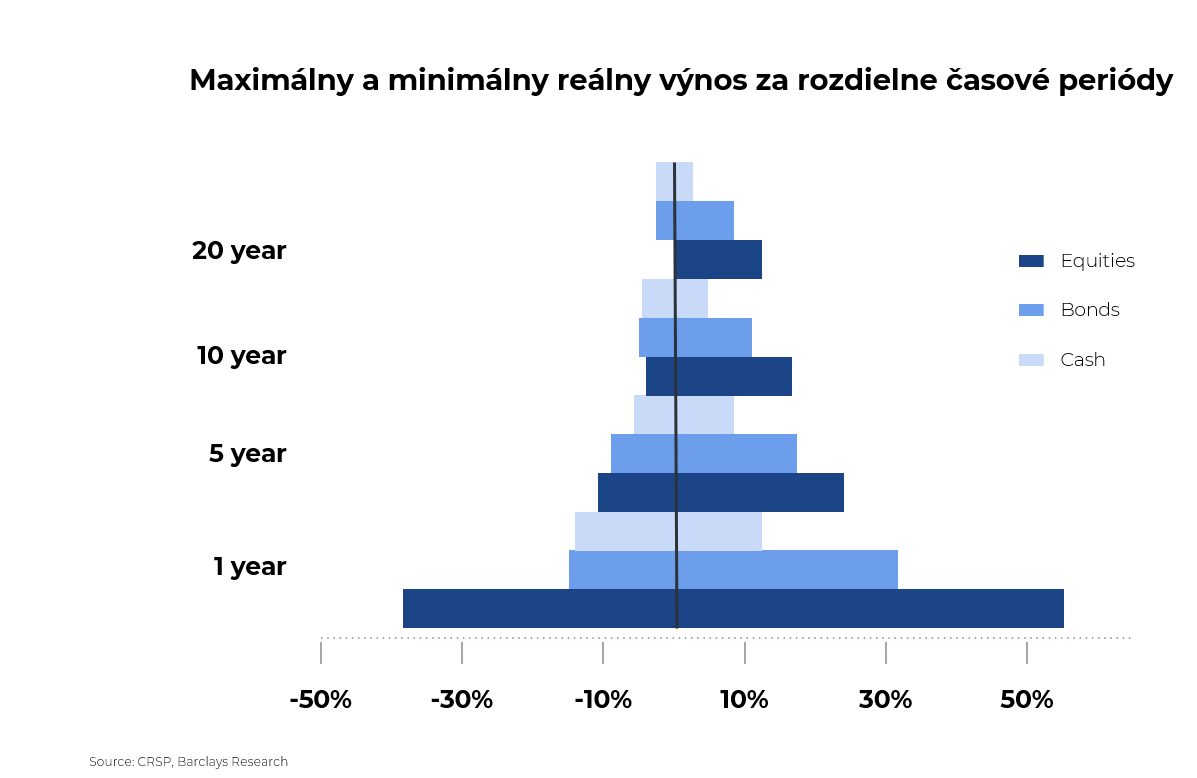 Maximálny a minimálny reálny výnos za rozdielne časové periódy
20 year
10 year
5 year
1 year
Equities
Bonds
Cash
-50% -30% -10% 10% 30% 50%
Source: CRSP, Barclays Research